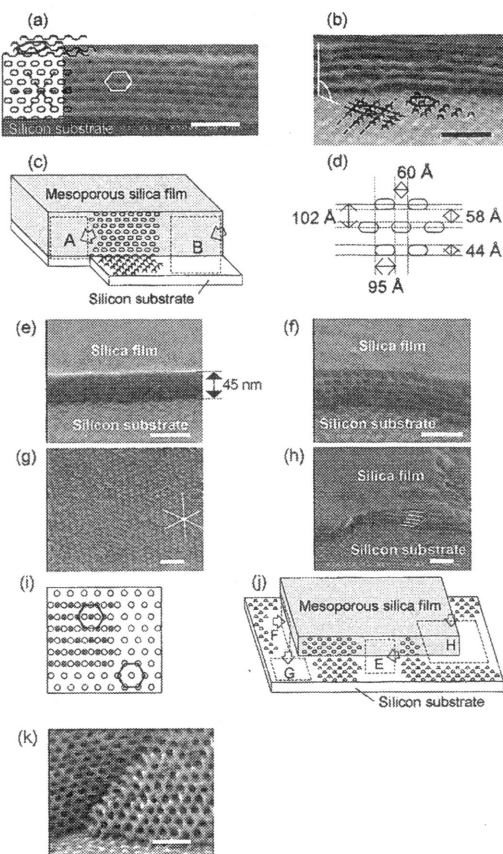 (a)
(b)
Silicon substrate
(c)
(d)
Mesoporous silica film
A
B
Silicon substrate
60 Å
102 Å
58 Å
44 Å
95 Å
(e)
(f)
Silica film
45 nm
Silicon substrate
Silica film
Silicon substrate
(g)
(h)
Silica film
Silicon substrate
(i)
(j)
Mesoporous silica film
F
E
H
G
Silicon substrate
(k)